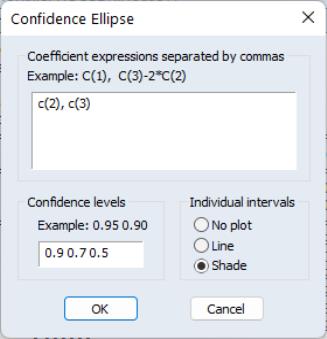 Confidence Ellipse
Coefficient expressions separated by commas
Example: C(1), C(3)-2*C(2)
c(2), c(3)
Confidence levels
Example: 0.95 0.90
0.9 0.7 0.5
Individual intervals
No plot
Line
Shade
OK
Cancel